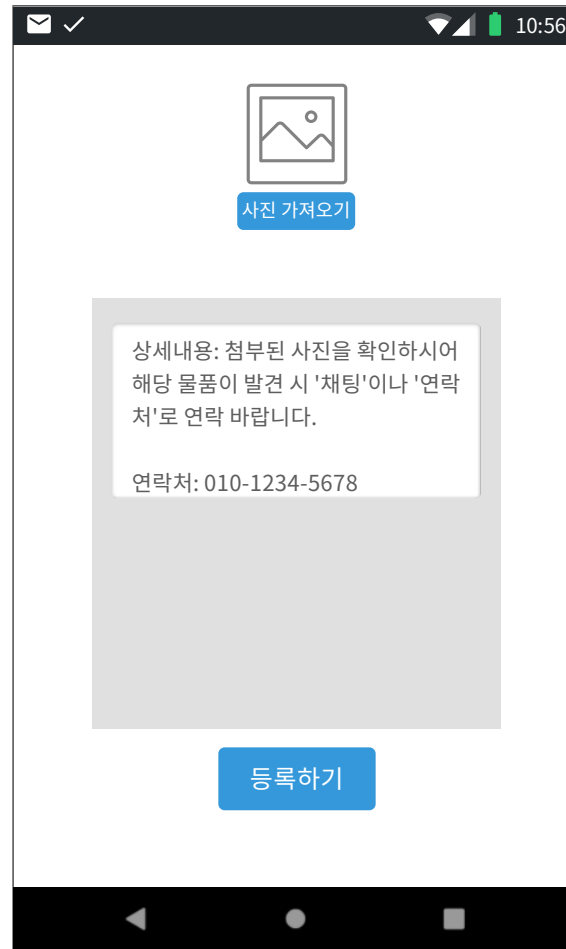 10:56
사진 가져오기
상세내용: 첨부된 사진을 확인하시어
해당 물품이 발견 시 '채팅'이나 '연락
처'로 연락 바랍니다.
연락처: 010-1234-5678
등록하기